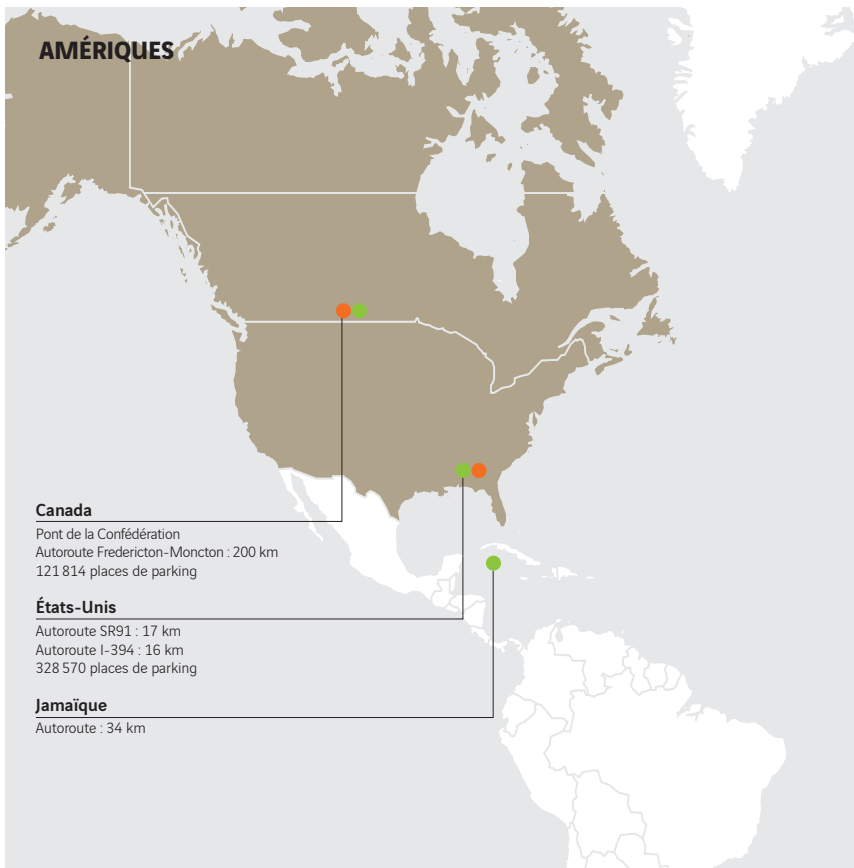 AMÉRIQUES
Canada
Pont de la Confédération
Autoroute Fredericton-Moncton : 200 km
121 814 places de parking
États-Unis
Autoroute SR91 : 17 km
Autoroute I-394 : 16 km
328 570 places de parking
Jamaïque
Autoroute : 34 km